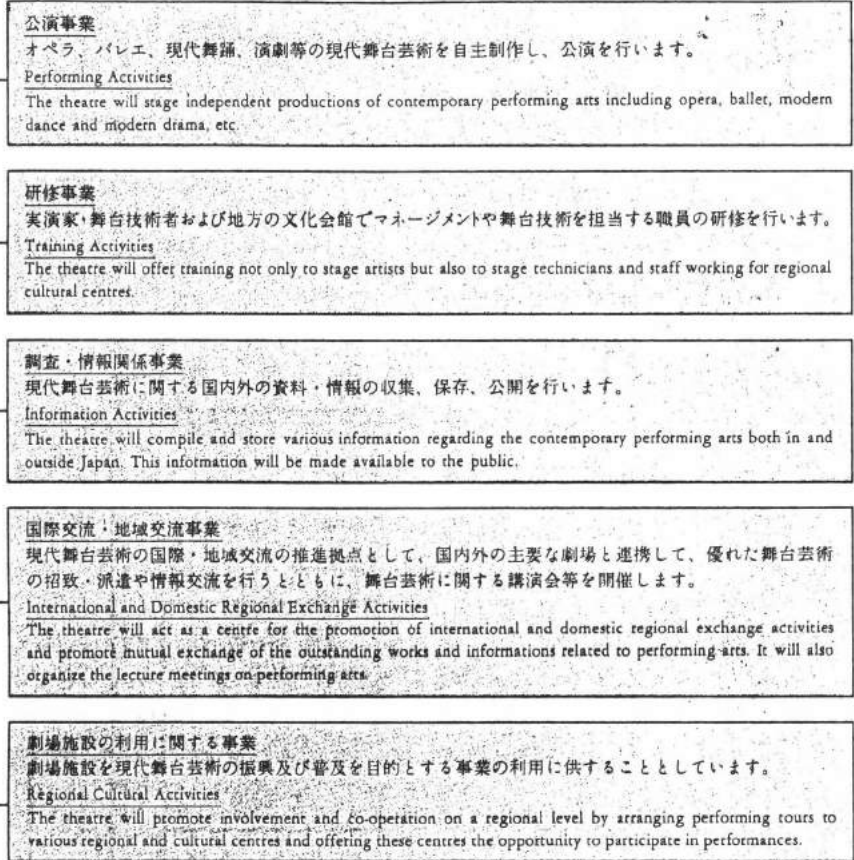 公演事業
オペラ、バレエ、現代舞踊、演劇等の現代舞台芸術を自主制作し、公演を行います。
Performing Activities
The theatre will stage independent productions of contemporary performing arts including opera, ballet, modern
dance and modern drama, etc.
研修事業
実演家・舞台技術者および地方の文化会館でマネージメントや舞台技術を担当する職員の研修を行います。
Training Activities
The theatre will offer training not only to stage artists but also to stage technicians and staff working for regional
cultural centres.
調査・情報関係事業
現代舞台芸術に関する国内外の資料・情報の収集、保存、公開を行います。
Information Activities
The theatre will compile and store various information regarding the contemporary performing arts both in and
outside Japan. This information will be made available to the public.
国際交流・地域交流事業
現代舞台芸術の国際・地域交流の推進拠点として、国内外の主要な劇場と連携して、優れた舞台芸術
の招致・派遣や情報交流を行うとともに、舞台芸術に関する講演会等を開催します。
International and Domestic Regional Exchange Activities
The theatre will act as a centre for the promotion of international and domestic regional exchange activities
and promote mutual exchange of the outstanding works and informations related to performing arts. It will also
organize the lecture meetings on performing arts.
劇場施設の利用に関する事業
劇場施設を現代舞台芸術の振興及び普及を目的とする事業の利用に供することとしています。
Regional Cultural Activities
The theatre will promote involvement and co-operation on a regional level by arranging performing tours to
various regional and cultural centres and offering these centres the opportunity to participate in performances.